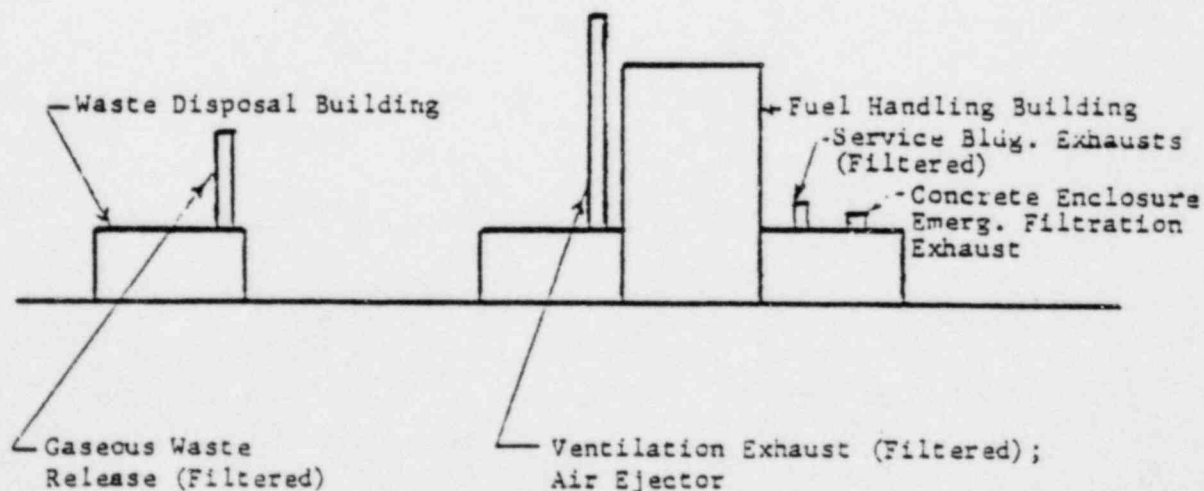 Waste Disposal Building
Fuel Handling Building
Service Bldg. Exhausts
(Filtered)
Concrete Enclosure
Emerg. Filtration
Exhaust
Gaseous Waste
Release (Filtered)
Ventilation Exhaust (Filtered);
Air Ejector